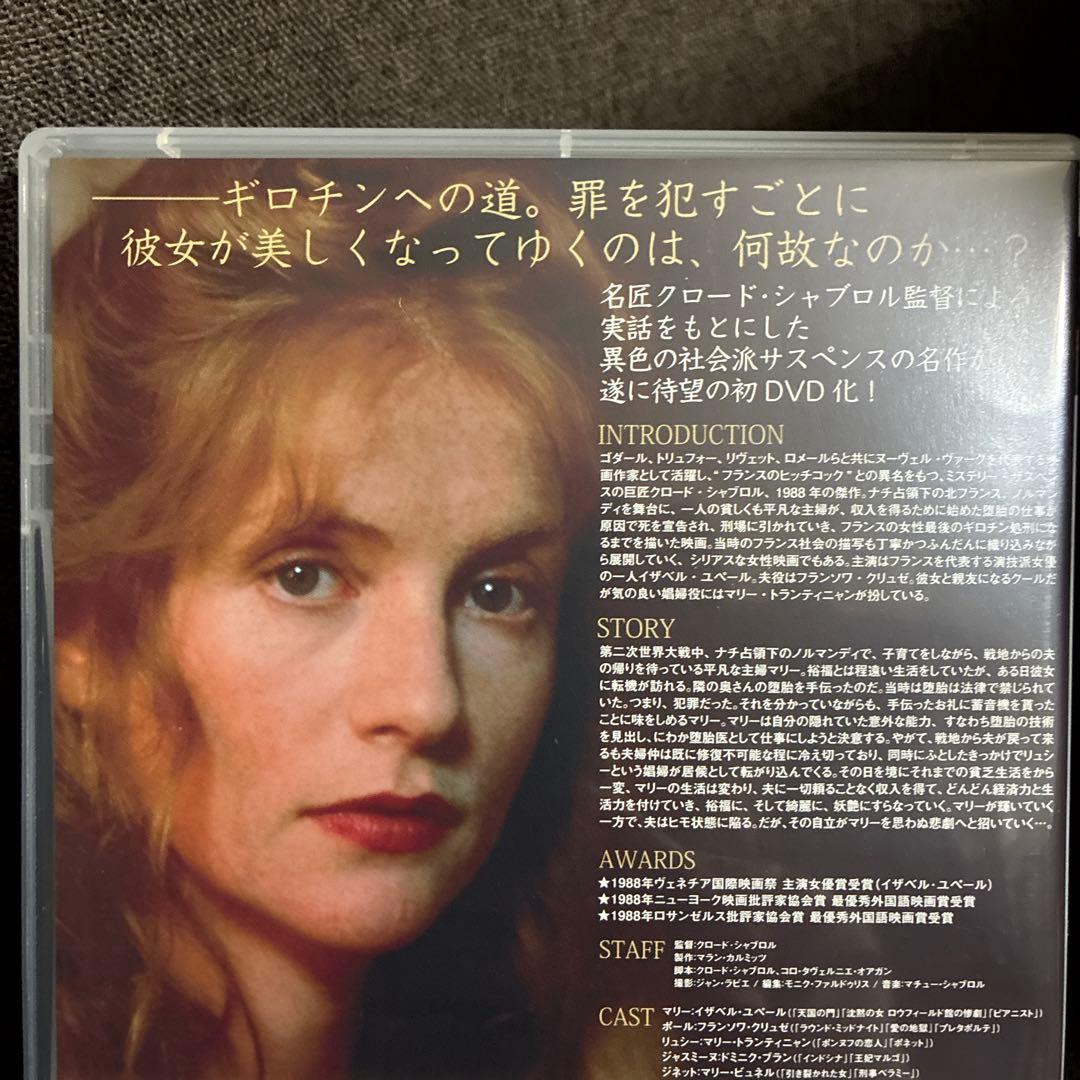 ――ギロチンへの道。罪を犯すごとに
彼女が美しくなってゆくのは、何故なのか…?
名匠クロード・シャブロル監督による
実話をもとにした
異色の社会派サスペンスの名作が
遂に待望の初DVD化!
INTRODUCTION
ゴダール、トリュフォー、リヴェット、ロメールらと共にヌーヴェル・ヴァーグを代表する映
画作家として活躍し、"フランスのヒッチコック"との異名をもつ、ミステリー・サスペン
スの巨匠クロード・シャブロル、1988年の傑作。ナチ占領下の北フランス、ノルマン
ディを舞台に、一人の貧しくも平凡な主婦が、収入を得るために始めた堕胎の仕事が
原因で死を宣告され、刑場に引かれていき、フランスの女性最後のギロチン処刑にな
るまでを描いた映画。当時のフランス社会の描写も丁寧かつふんだんに織り込みなが
ら展開していく、シリアスな女性映画でもある。主演はフランスを代表する演技派女優
の一人イザベル・ユペール。夫役はフランソワ・クリュゼ。彼女と親友になるクールだ
が気の良い娼婦役にはマリー・トランティニャンが扮している。
STORY
第二次世界大戦中、ナチ占領下のノルマンディで、子育てをしながら、戦地からの夫
の帰りを待っている平凡な主婦マリー。裕福とは程遠い生活をしていたが、ある日彼女
に転機が訪れる。隣の奥さんの堕胎を手伝ったのだ。当時は堕胎は法律で禁じられて
いた。つまり、犯罪だった。それを分かっていながらも、手伝ったお礼に蓄音機を貰った
ことに味をしめるマリー。マリーは自分の隠れていた意外な能力、すなわち堕胎の技術
を見出し、にわか堕胎医として仕事にしようと決意する。やがて、戦地から夫が戻って来
るも夫婦仲は既に修復不可能な程に冷え切っており、同時にふとしたきっかけでリュシ
ーという娼婦が居候として転がり込んでくる。その日を境にそれまでの貧乏生活をから
一変、マリーの生活は変わり、夫に一切頼ることなく収入を得て、どんどん経済力と生
活力を付けていき、裕福に、そして綺麗に、妖艶にすらなっていく。マリーが輝いていく
一方で、夫はヒモ状態に陥る。だが、その自立がマリーを思わぬ悲劇へと招いていく…。
AWARDS
★1988年ヴェネチア国際映画祭 主演女優賞受賞(イザベル・ユペール)
★1988年ニューヨーク映画批評家協会賞 最優秀外国語映画賞受賞
★1988年ロサンゼルス批評家協会賞 最優秀外国語映画賞受賞
STAFF
監督:クロード・シャブロル
製作:マラン・カルミッツ
脚本:クロード・シャブロル、コロ・タヴェルニエ・オアガン
撮影:ジャン・ラビエ / 編集:モニク・ファルドゥリス / 音楽:マチュー・シャブロル
CAST
マリー:イザベル・ユペール(「天国の門」「沈黙の女 ロウフィールド館の惨劇」「ピアニスト」)
ポール:フランソワ・クリュゼ(「ラウンド・ミッドナイト」「愛の地獄」「プレタポルテ」)
リュシー:マリー・トランティニャン(「ポンヌフの恋人」「ポネット」)
ジャスミーヌ:ドミニク・ブラン(「インドシナ」「王妃マルゴ」)
ジネット:マリー・ビュネル(「引き裂かれた女」「刑事ベラミー」)